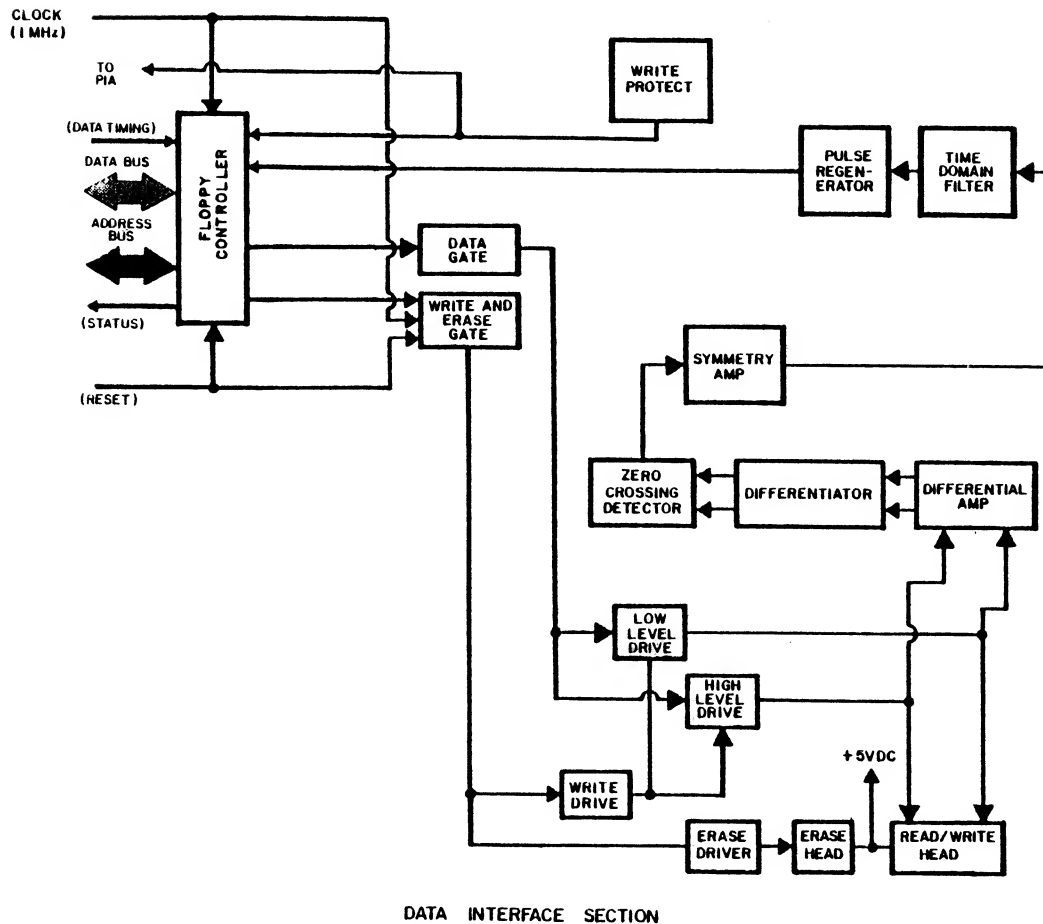 CLOCK
(1 MHz)
TO
PIA
WRITE
PROTECT
(DATA TIMING)
DATA BUS
ADDRESS
BUS
(STATUS)
(RESET)
FLOPPY
CONTROLLER
PULSE
REGEN-
ERATOR
TIME
DOMAIN
FILTER
DATA
GATE
WRITE AND
ERASE
GATE
SYMMETRY
AMP
ZERO
CROSSING
DETECTOR
DIFFERENTIATOR
DIFFERENTIAL
AMP
LOW
LEVEL
DRIVE
HIGH
LEVEL
DRIVE
+5VDC
WRITE
DRIVE
ERASE
DRIVER
ERASE
HEAD
READ/WRITE
HEAD
DATA INTERFACE SECTION